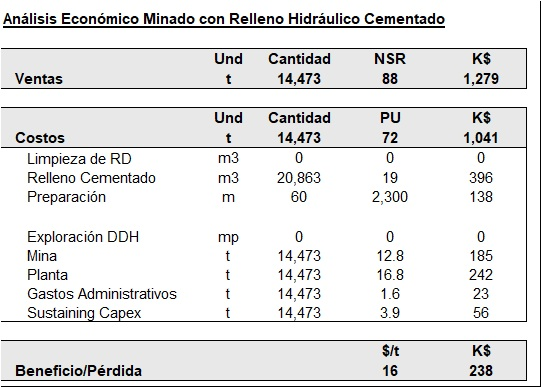 Análisis Económico Minado con Relleno Hidráulico Cementado
Und Cantidad NSR K$
Ventas t 14,473 88 1,279
Und Cantidad PU K$
Costos t 14,473 72 1,041
Limpieza de RD m3 0 0 0
Relleno Cementado m3 20,863 19 396
Preparación m 60 2,300 138
Exploración DDH mp 0 0 0
Mina t 14,473 12.8 185
Planta t 14,473 16.8 242
Gastos Administrativos t 14,473 1.6 23
Sustaining Capex t 14,473 3.9 56
$/t K$
Beneficio/Pérdida 16 238